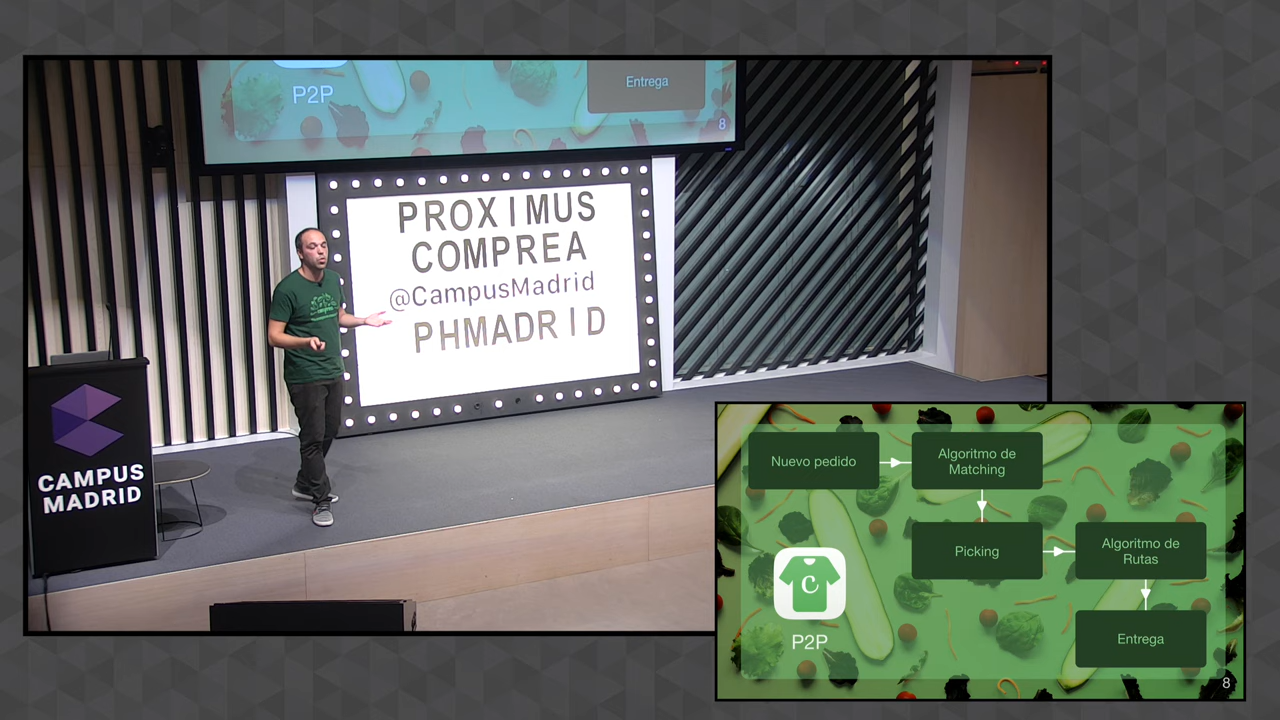 P2P
Entrega
8
PROXIMUS
COMPREA
@CampusMadrid
PHMADRID
CAMPUS
MADRID
Nuevo pedido
Algoritmo de
Matching
Picking
Algoritmo de
Rutas
Entrega
C
P2P
8